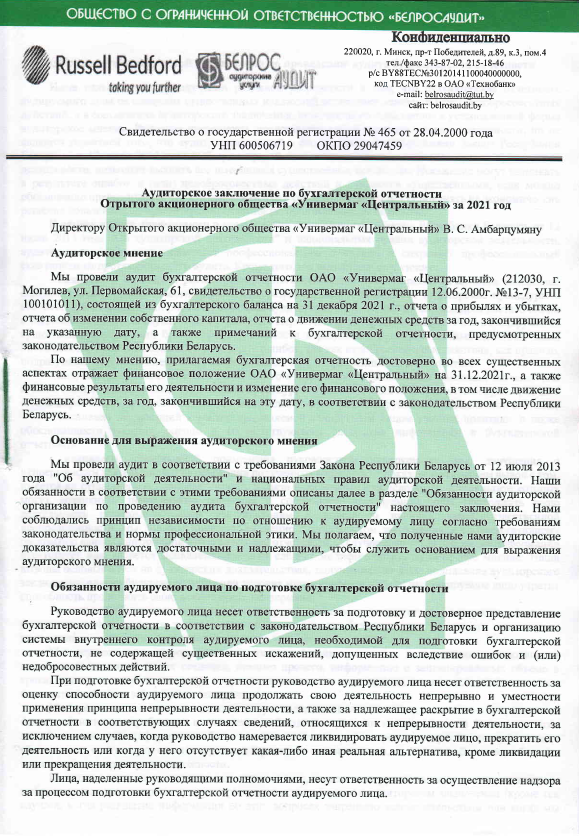 ОБЩЕСТВО С ОГРАНИЧЕННОЙ ОТВЕТСТВЕННОСТЬЮ «БЕЛРОСАУДИТ»
Конфиденциально
Russell Bedford
taking you further
БЕЛРОС
аудиторские
услуги
АУДИТ
220020, г. Минск, пр-т Победителей, д.89, к.3, пом.4
тел./факс 343-87-02, 215-18-46
р/с BY88TECN30120141100040000000,
код TECNBY22 в ОАО «Технобанк»
e-mail: belrosaudit@tut.by
сайт: belrosaudit.by
Свидетельство о государственной регистрации № 465 от 28.04.2000 года
УНП 600506719 ОКПО 29047459
Аудиторское заключение по бухгалтерской отчетности
Отрытого акционерного общества «Универмаг «Центральный» за 2021 год
Директору Открытого акционерного общества «Универмаг «Центральный» В. С. Амбарцумяну
Аудиторское мнение
Мы провели аудит бухгалтерской отчетности ОАО «Универмаг «Центральный» (212030, г.
Могилев, ул. Первомайская, 61, свидетельство о государственной регистрации 12.06.2000г. №13-7, УНП
100101011), состоящей из бухгалтерского баланса на 31 декабря 2021 г., отчета о прибылях и убытках,
отчета об изменении собственного капитала, отчета о движении денежных средств за год, закончившийся
на указанную дату, а также примечаний к бухгалтерской отчетности, предусмотренных
законодательством Республики Беларусь.
По нашему мнению, прилагаемая бухгалтерская отчетность достоверно во всех существенных
аспектах отражает финансовое положение ОАО «Универмаг «Центральный» на 31.12.2021г., а также
финансовые результаты его деятельности и изменение его финансового положения, в том числе движение
денежных средств, за год, закончившийся на эту дату, в соответствии с законодательством Республики
Беларусь.
Основание для выражения аудиторского мнения
Мы провели аудит в соответствии с требованиями Закона Республики Беларусь от 12 июля 2013
года "Об аудиторской деятельности" и национальных правил аудиторской деятельности. Наши
обязанности в соответствии с этими требованиями описаны далее в разделе "Обязанности аудиторской
организации по проведению аудита бухгалтерской отчетности" настоящего заключения. Нами
соблюдались принцип независимости по отношению к аудируемому лицу согласно требованиям
законодательства и нормы профессиональной этики. Мы полагаем, что полученные нами аудиторские
доказательства являются достаточными и надлежащими, чтобы служить основанием для выражения
аудиторского мнения.
Обязанности аудируемого лица по подготовке бухгалтерской отчетности
Руководство аудируемого лица несет ответственность за подготовку и достоверное представление
бухгалтерской отчетности в соответствии с законодательством Республики Беларусь и организацию
системы внутреннего контроля аудируемого лица, необходимой для подготовки бухгалтерской
отчетности, не содержащей существенных искажений, допущенных вследствие ошибок и (или)
недобросовестных действий.
При подготовке бухгалтерской отчетности руководство аудируемого лица несет ответственность за
оценку способности аудируемого лица продолжать свою деятельность непрерывно и уместности
применения принципа непрерывности деятельности, а также за надлежащее раскрытие в бухгалтерской
отчетности в соответствующих случаях сведений, относящихся к непрерывности деятельности, за
исключением случаев, когда руководство намеревается ликвидировать аудируемое лицо, прекратить его
деятельность или когда у него отсутствует какая-либо иная реальная альтернатива, кроме ликвидации
или прекращения деятельности.
Лица, наделенные руководящими полномочиями, несут ответственность за осуществление надзора
за процессом подготовки бухгалтерской отчетности аудируемого лица.